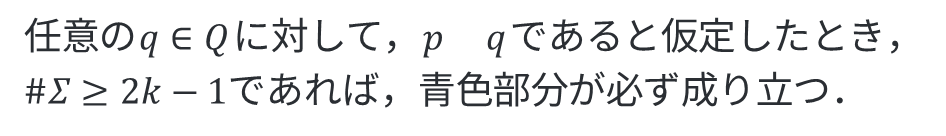 任意の𝑞 ∈ 𝑄に対して，𝑝　𝑞であると仮定したとき，
#𝛴 ≥ 2𝑘 − 1であれば，青色部分が必ず成り立つ．